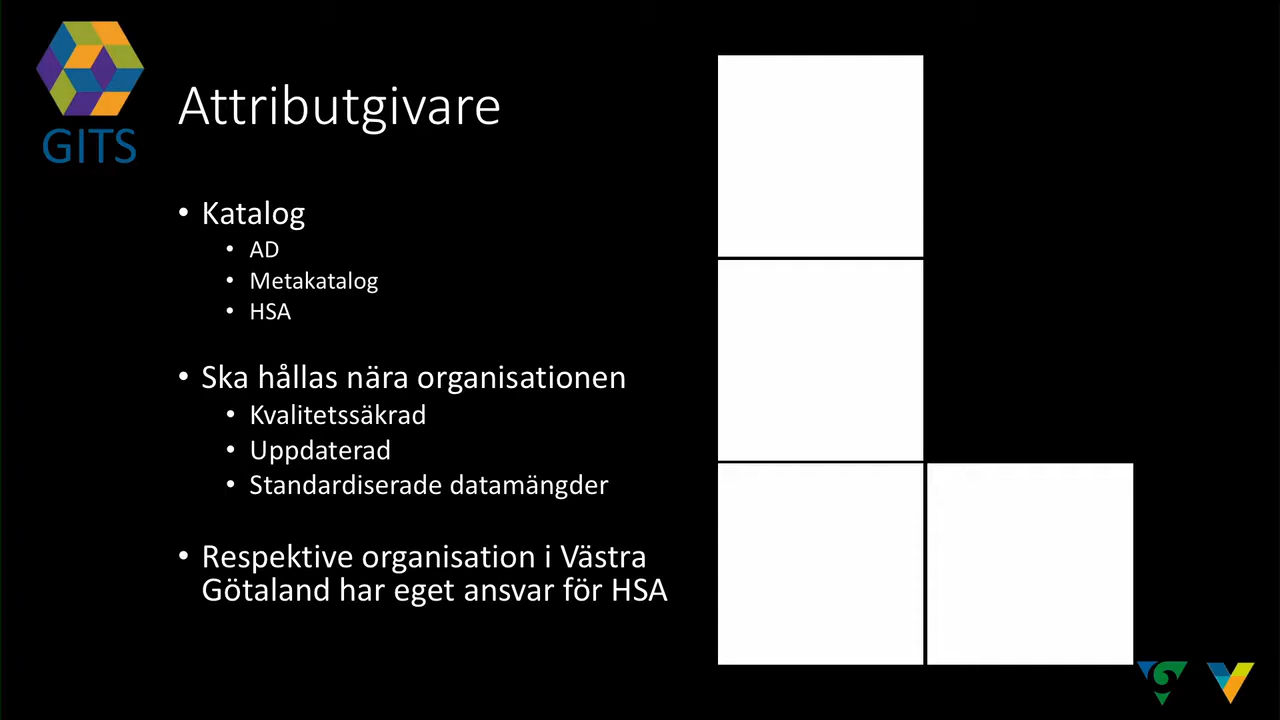 GITS
Attributgivare
• Katalog
• AD
• Metakatalog
• HSA
• Ska hållas nära organisationen
• Kvalitetssäkrad
• Uppdaterad
• Standardiserade datamängder
• Respektive organisation i Västra
Götaland har eget ansvar för HSA